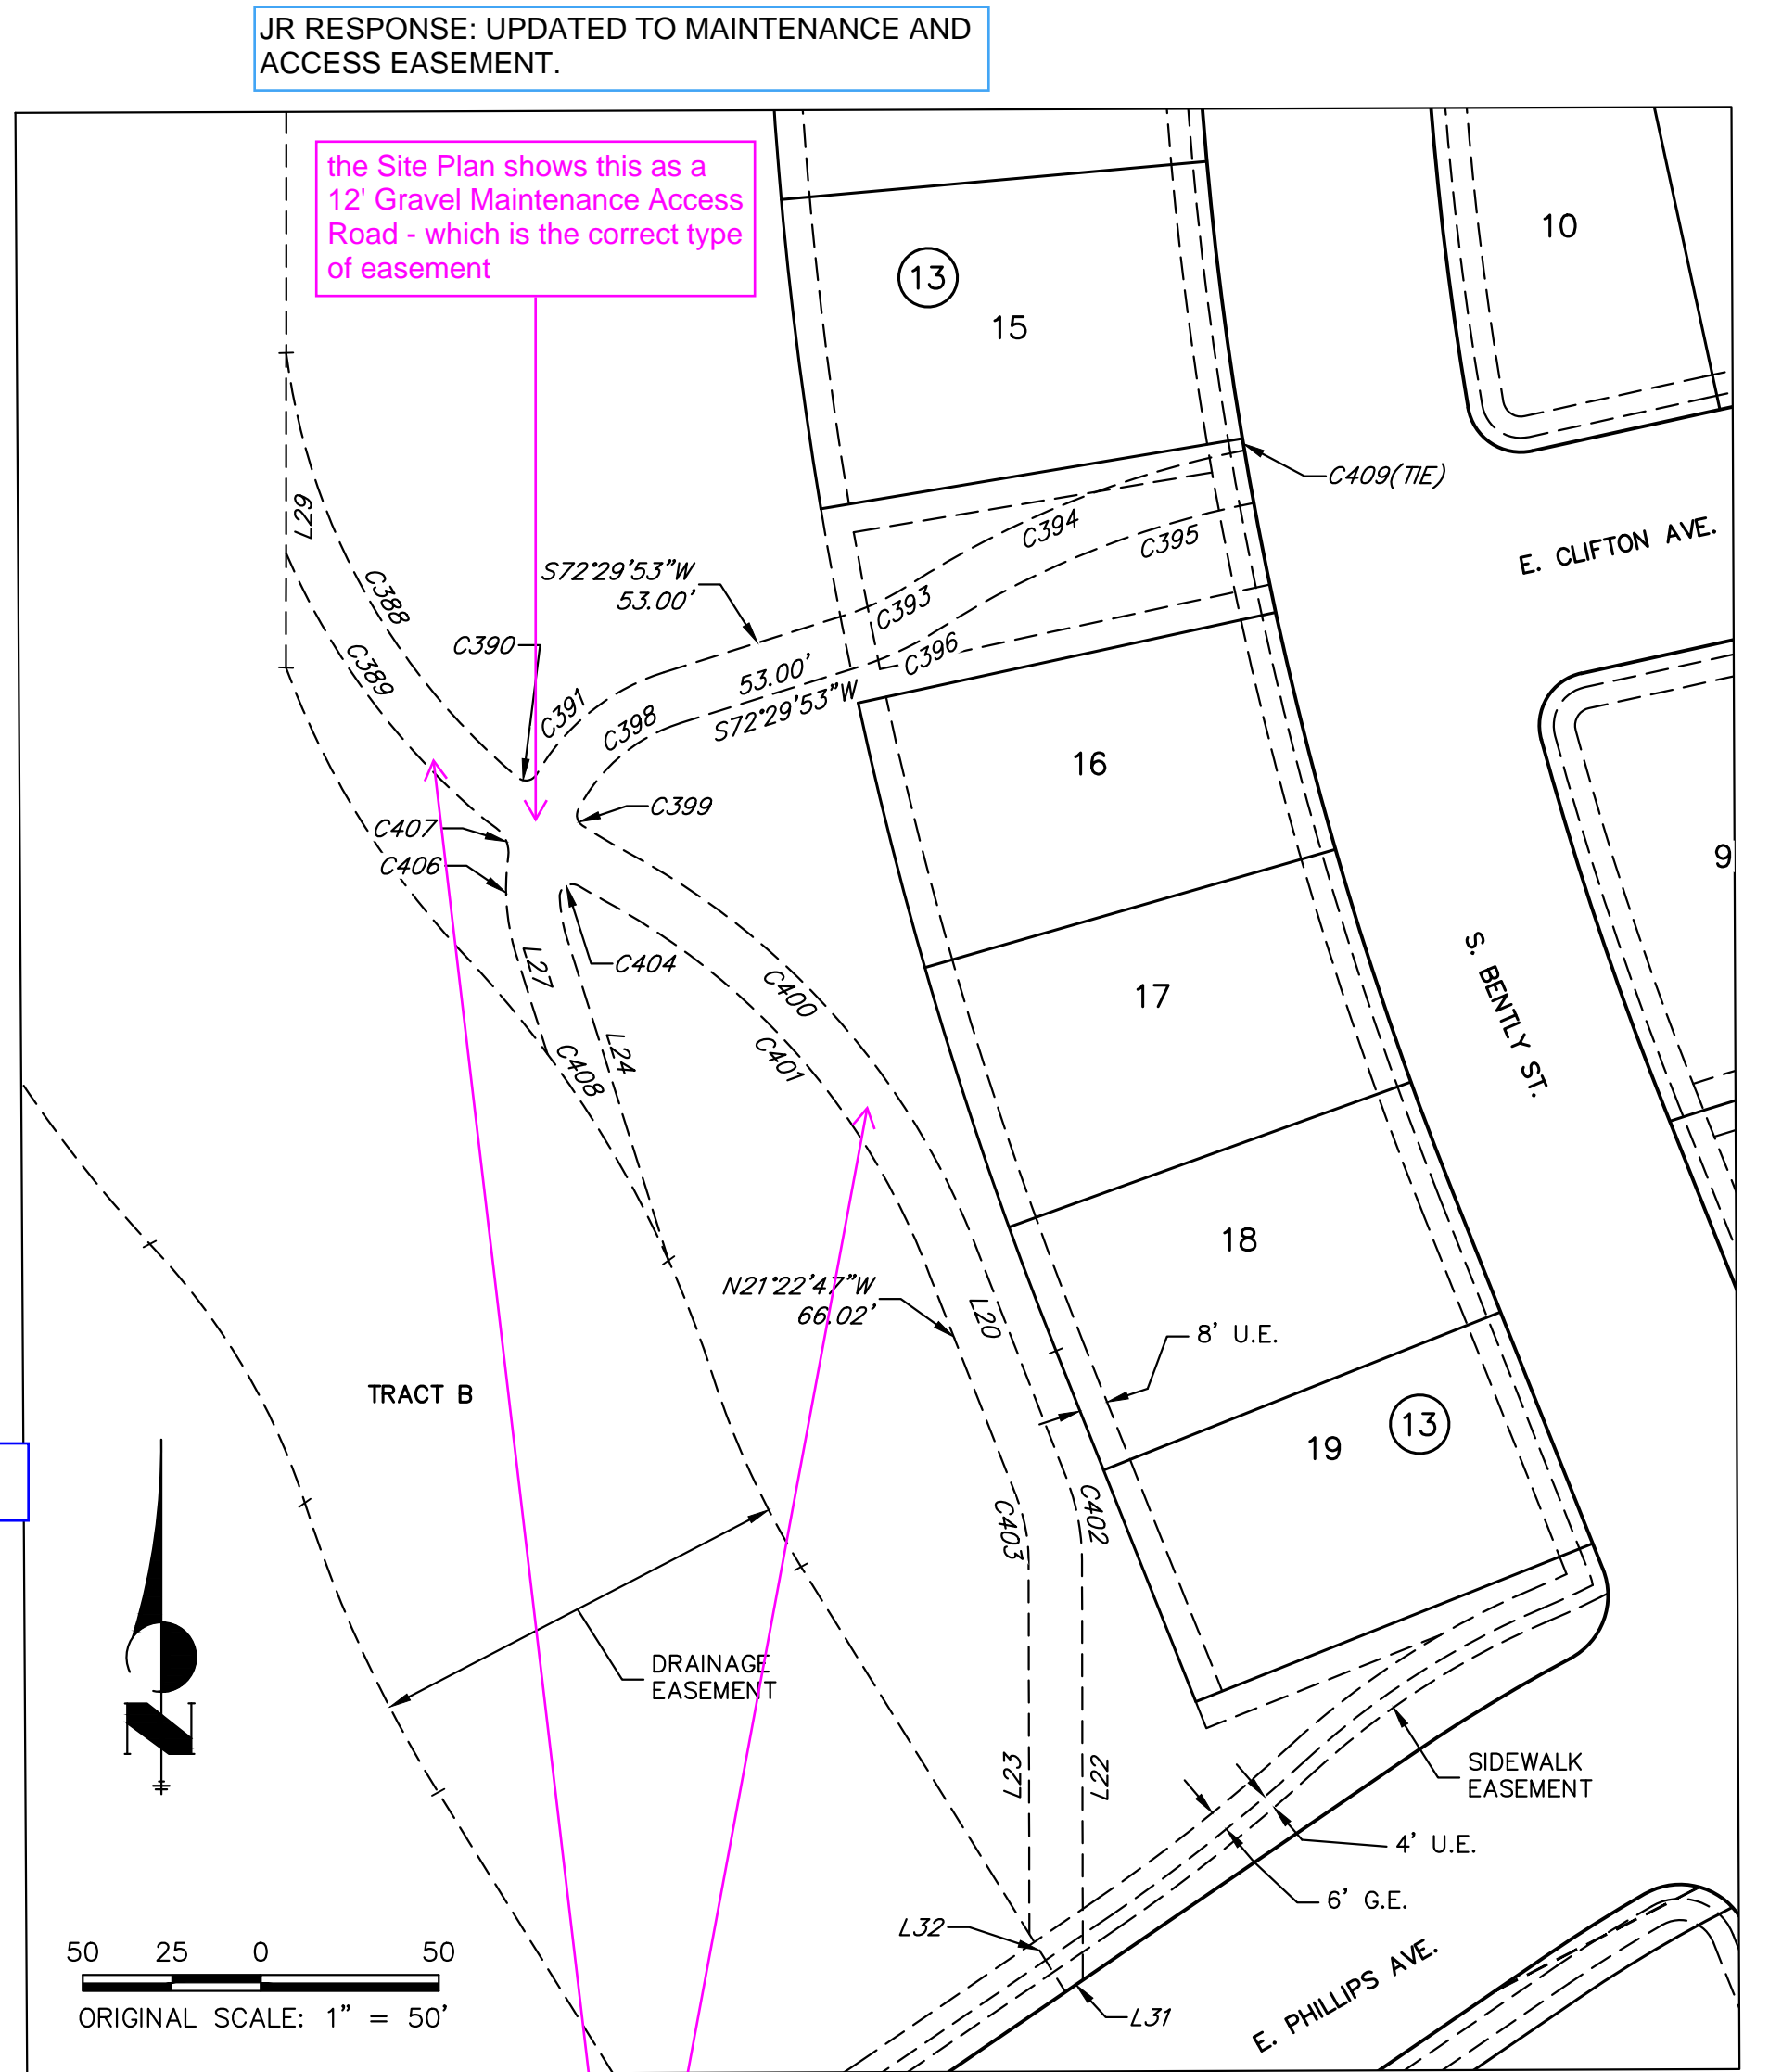 JR RESPONSE: UPDATED TO MAINTENANCE AND
ACCESS EASEMENT.
the Site Plan shows this as a
12' Gravel Maintenance Access
Road - which is the correct type
of easement
13
15
10
C409(TIE)
L29
C394
C395
E. CLIFTON AVE.
S72°29'53"W
53.00'
C388
C393
C390
C389
C396
53.00'
S72°29'53"W
C391
C398
16
C399
C407
C406
9
L27
C404
C400
17
S. BENTLY ST.
C401
L24
C408
18
N21°22'47"W
66.02'
L20
8' U.E.
TRACT B
19
13
C403
C402
DRAINAGE
EASEMENT
L23
L22
SIDEWALK
EASEMENT
4' U.E.
6' G.E.
L32
L31
E. PHILLIPS AVE.
N
50 25 0 50
ORIGINAL SCALE: 1" = 50'